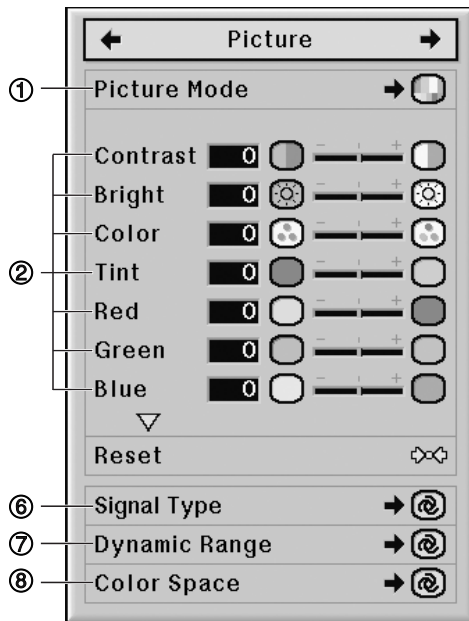 Picture
① Picture Mode
Contrast 0
Bright 0
Color 0
② Tint 0
Red 0
Green 0
Blue 0
Reset
⑥ Signal Type
⑦ Dynamic Range
⑧ Color Space